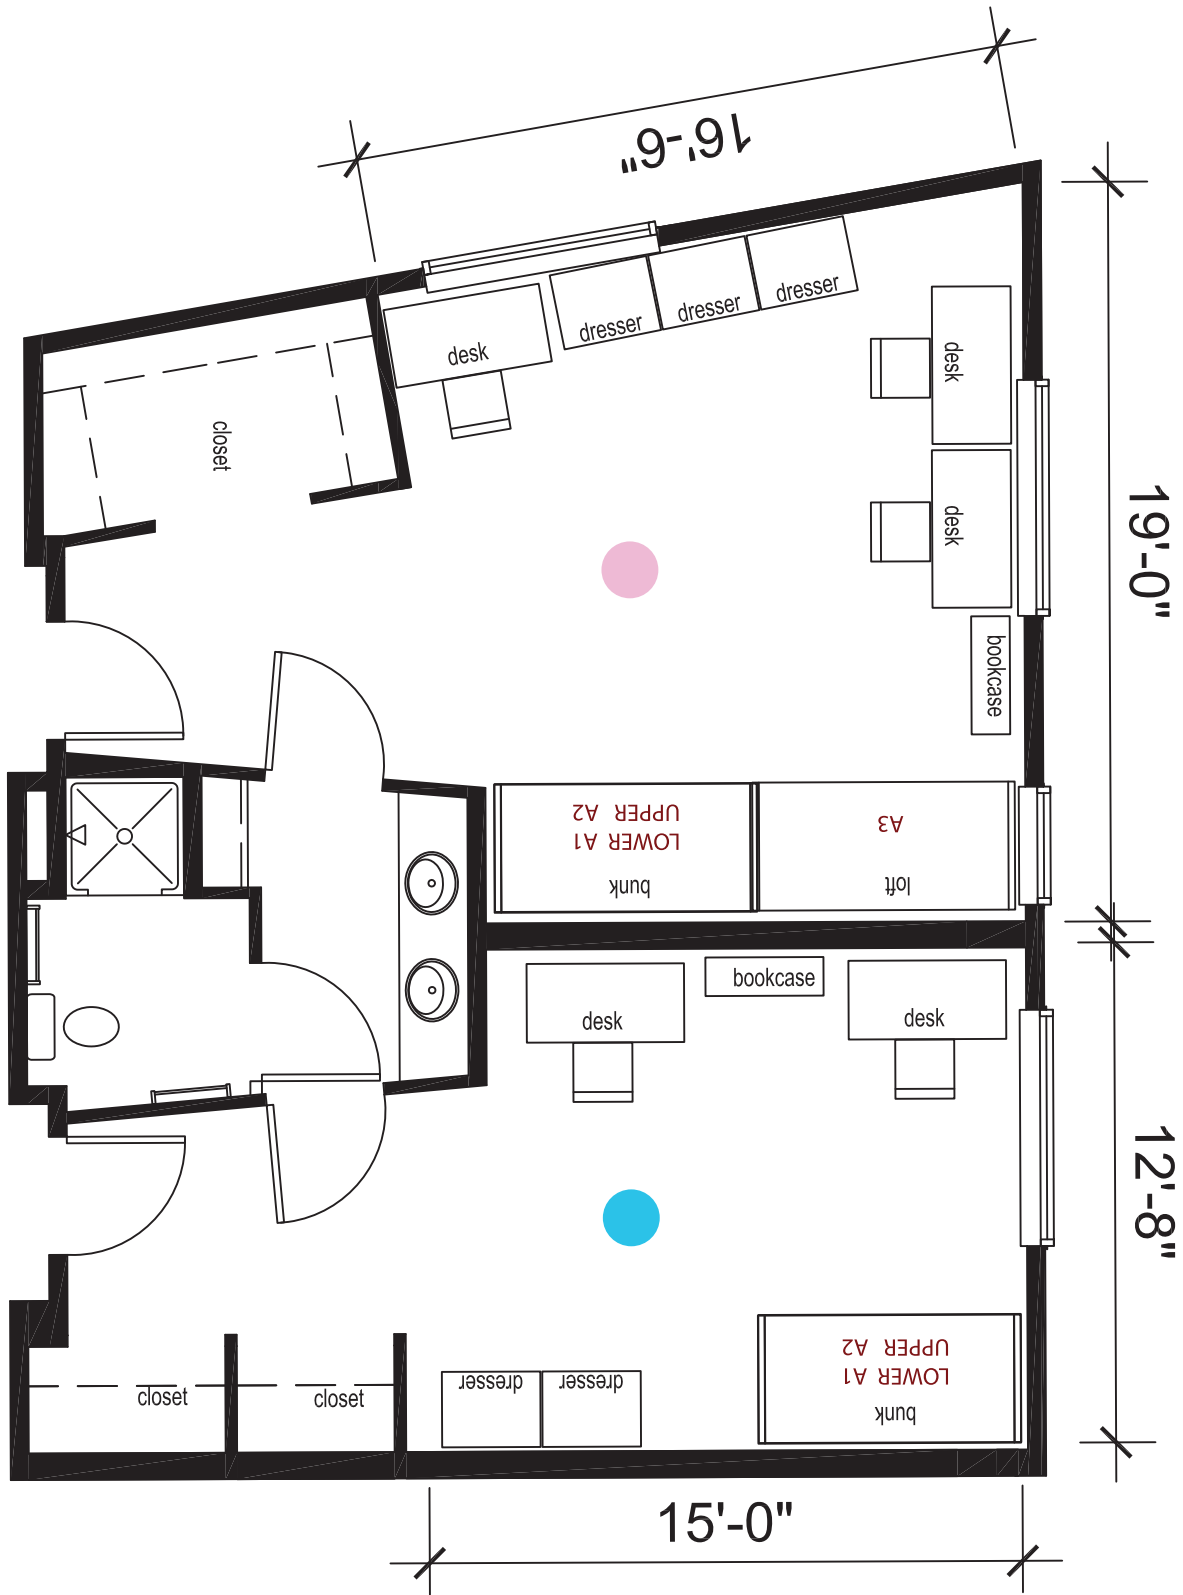 16'-6"
dresser
dresser
dresser
desk
desk
closet
19'-0"
desk
bookcase
UPPER A2
LOWER A1
bunk
A3
loft
bookcase
desk
desk
12'-8"
UPPER A2
LOWER A1
bunk
dresser
dresser
closet
closet
15'-0"